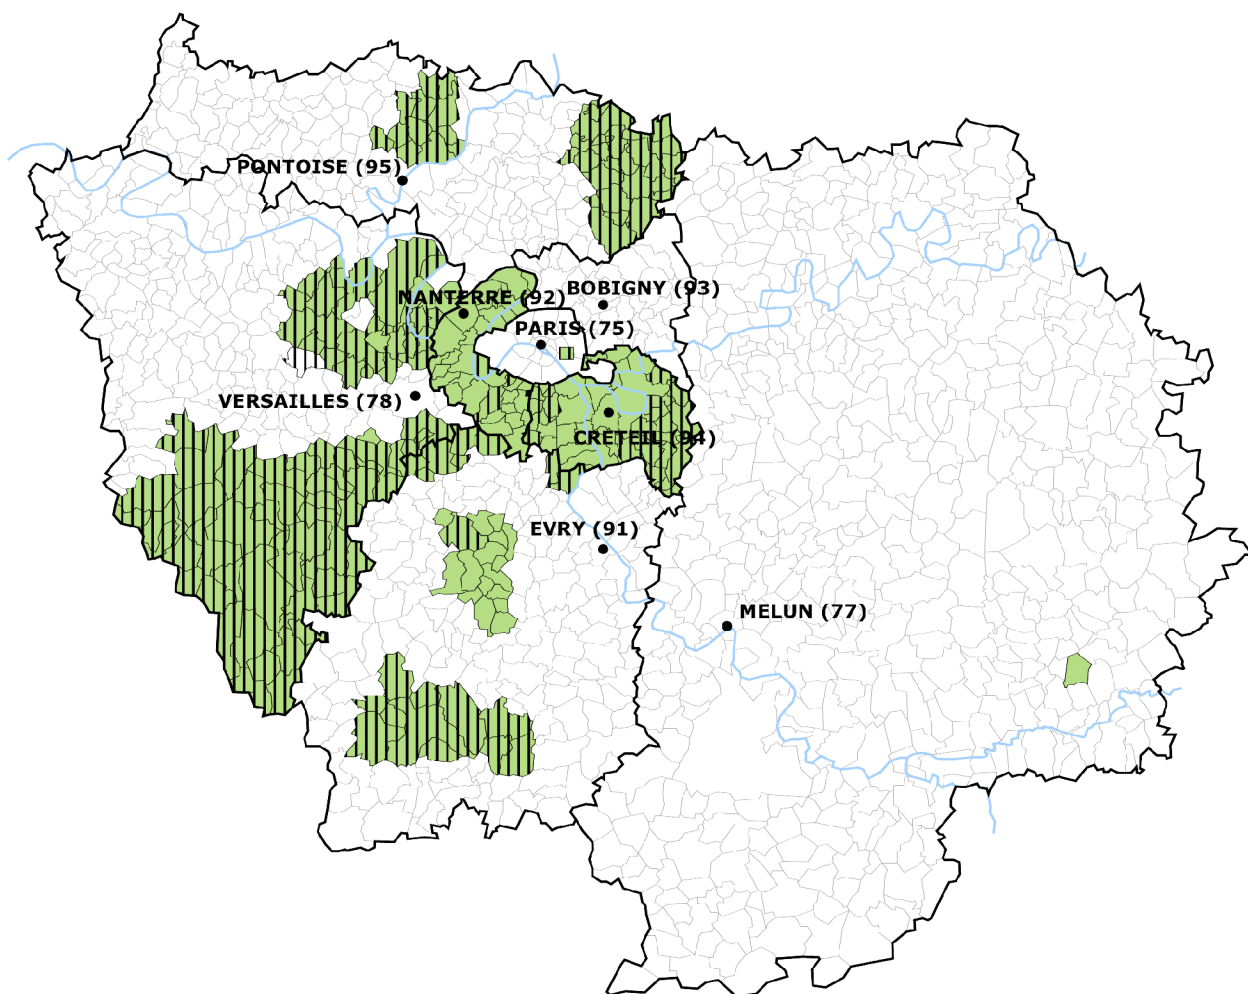 PONTOISE (95)
BOBIGNY (93)
NANTERRE (92)
PARIS (75)
VERSAILLES (78)
CRETEIL (94)
EVRY (91)
MELUN (77)